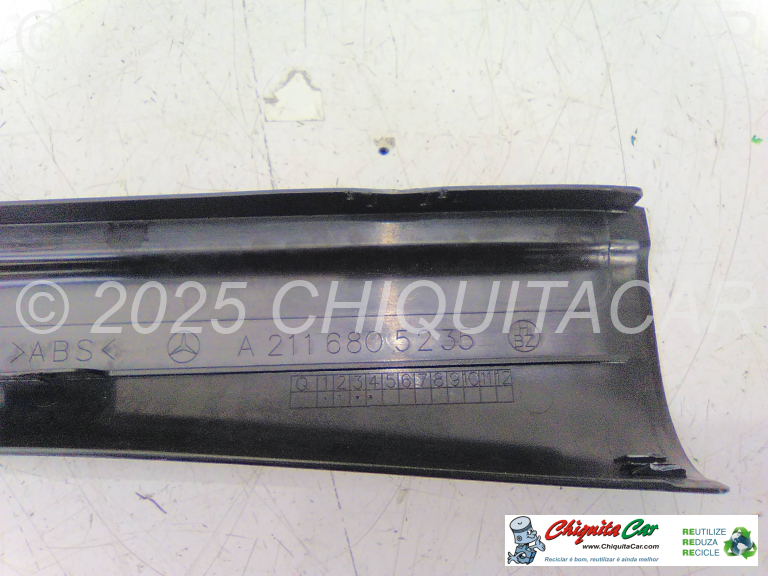 © CHIQUITACAR
© 2025 CHIQUITACAR
>ABS< A 211 680 52 35 BZ
Q 1 2 3 4 5 6 7 8 9 10 11 12
Chiquita Car
www.ChiquitaCar.com
Reciclar é bom, reutilizar é ainda melhor
REUTILIZE
REDUZA
RECICLE